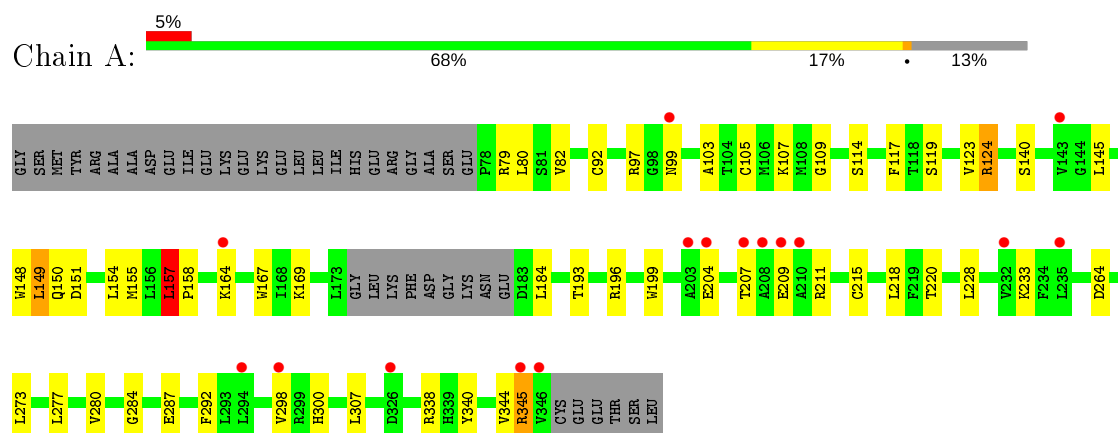 5%
Chain A:
68% 17% • 13%
GLY SER MET TYR ARG ALA ALA ASP GLU ILE GLU LYS GLU LYS GLU LEU LEU ILE HIS GLU ARG GLY ALA SER GLU P78 R79 L80 S81 V82 C92 R97 G98 N99 A103 T104 C105 M106 K107 M108 G109 S114 F117 T118 S119 V123 R124 S140 V143 G144 L145
W148 L149 Q150 D151 L154 M155 L156 L157 P158 K164 W167 I168 K169 L173 GLY LEU LYS PHE ASP GLY LYS ASN GLU D183 L184 T193 R196 W199 A203 E204 T207 A208 E209 A210 R211 C215 L218 F219 T220 L228 V232 K233 F234 L235 D264
L273 L277 V280 G284 E287 F292 L293 L294 V298 R299 H300 L307 D326 R338 H339 Y340 V344 R345 V346 CYS GLU GLU THR SER LEU